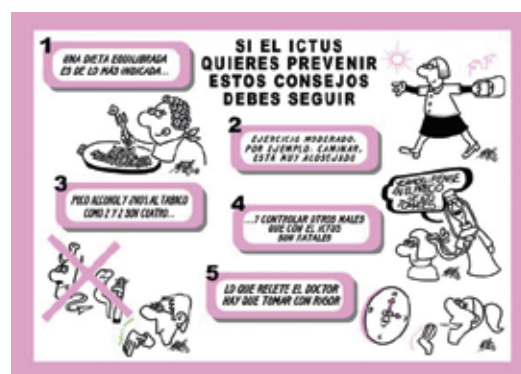 SI EL ICTUS
QUIERES PREVENIR
ESTOS CONSEJOS
DEBES SEGUIR
1
UNA DIETA EQUILIBRADA
ES DE LO MÁS INDICADA...
2
EJERCICIO MODERADO,
POR EJEMPLO: CAMINAR,
ESTÁ MUY
3
POCO ALCOHOL Y AL TABACO
COMO 2 Y 2 SON CUATRO...
4
...Y CONTROLAR OTROS MALES
QUE CON EL ICTUS
SON FATALES
5
LO QUE RECETE EL DOCTOR
HAY QUE TOMAR CON RIGOR